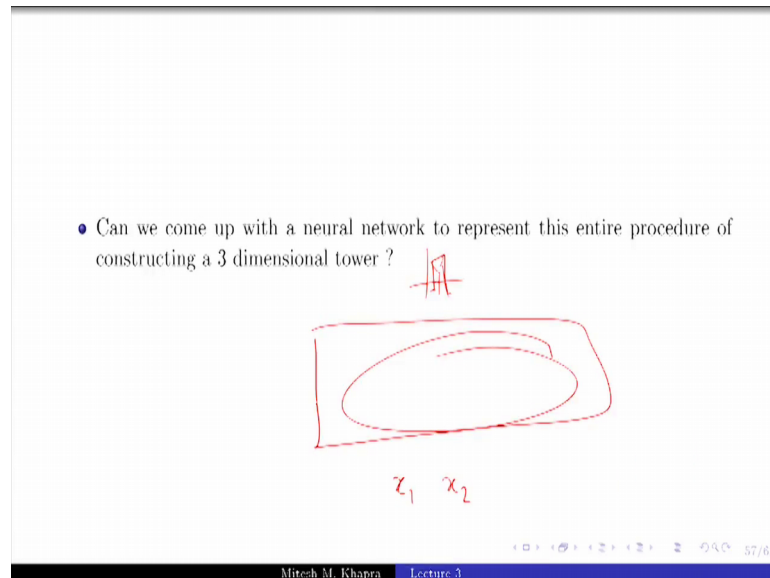 Can we come up with a neural network to represent this entire procedure of
constructing a 3 dimensional tower ?
x₁ x₂
57/6
Mitesh M. Khapra Lecture 3